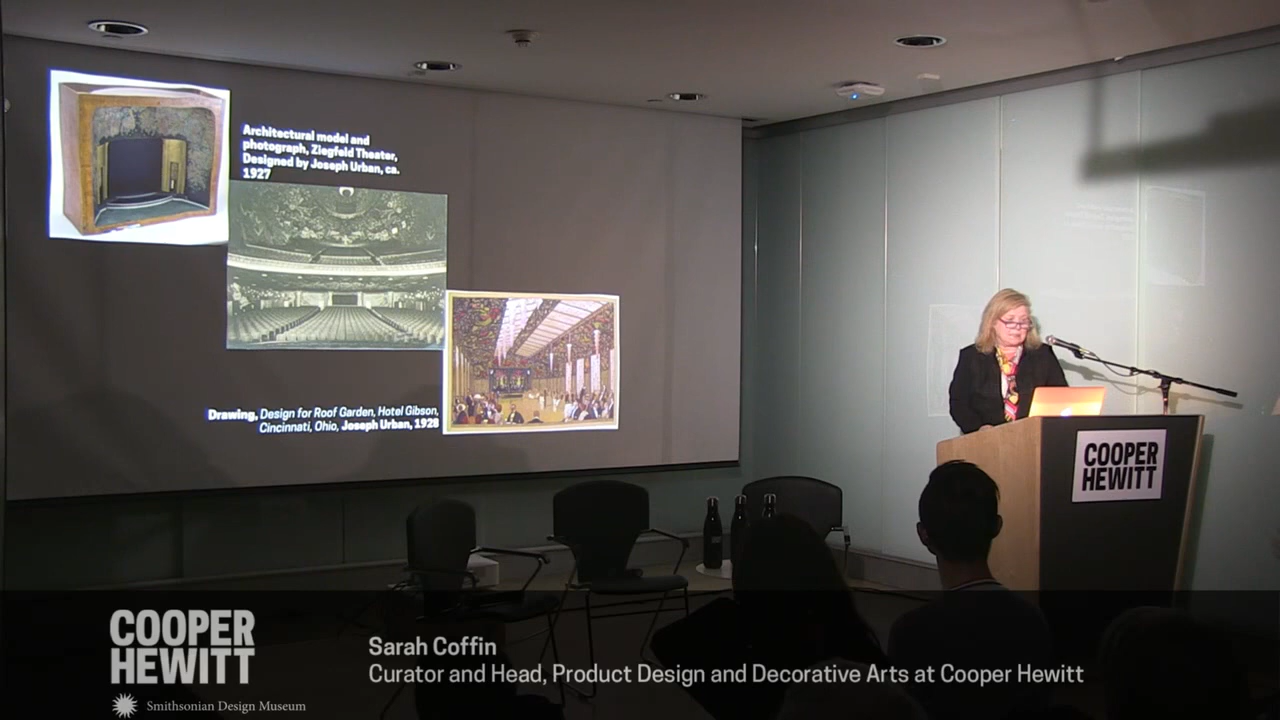 Architectural model and
photograph, Ziegfeld Theater,
Designed by Joseph Urban, ca.
1927
Drawing, Design for Roof Garden, Hotel Gibson,
Cincinnati, Ohio, Joseph Urban, 1928
COOPER
HEWITT
COOPER
HEWITT
Smithsonian Design Museum
Sarah Coffin
Curator and Head, Product Design and Decorative Arts at Cooper Hewitt